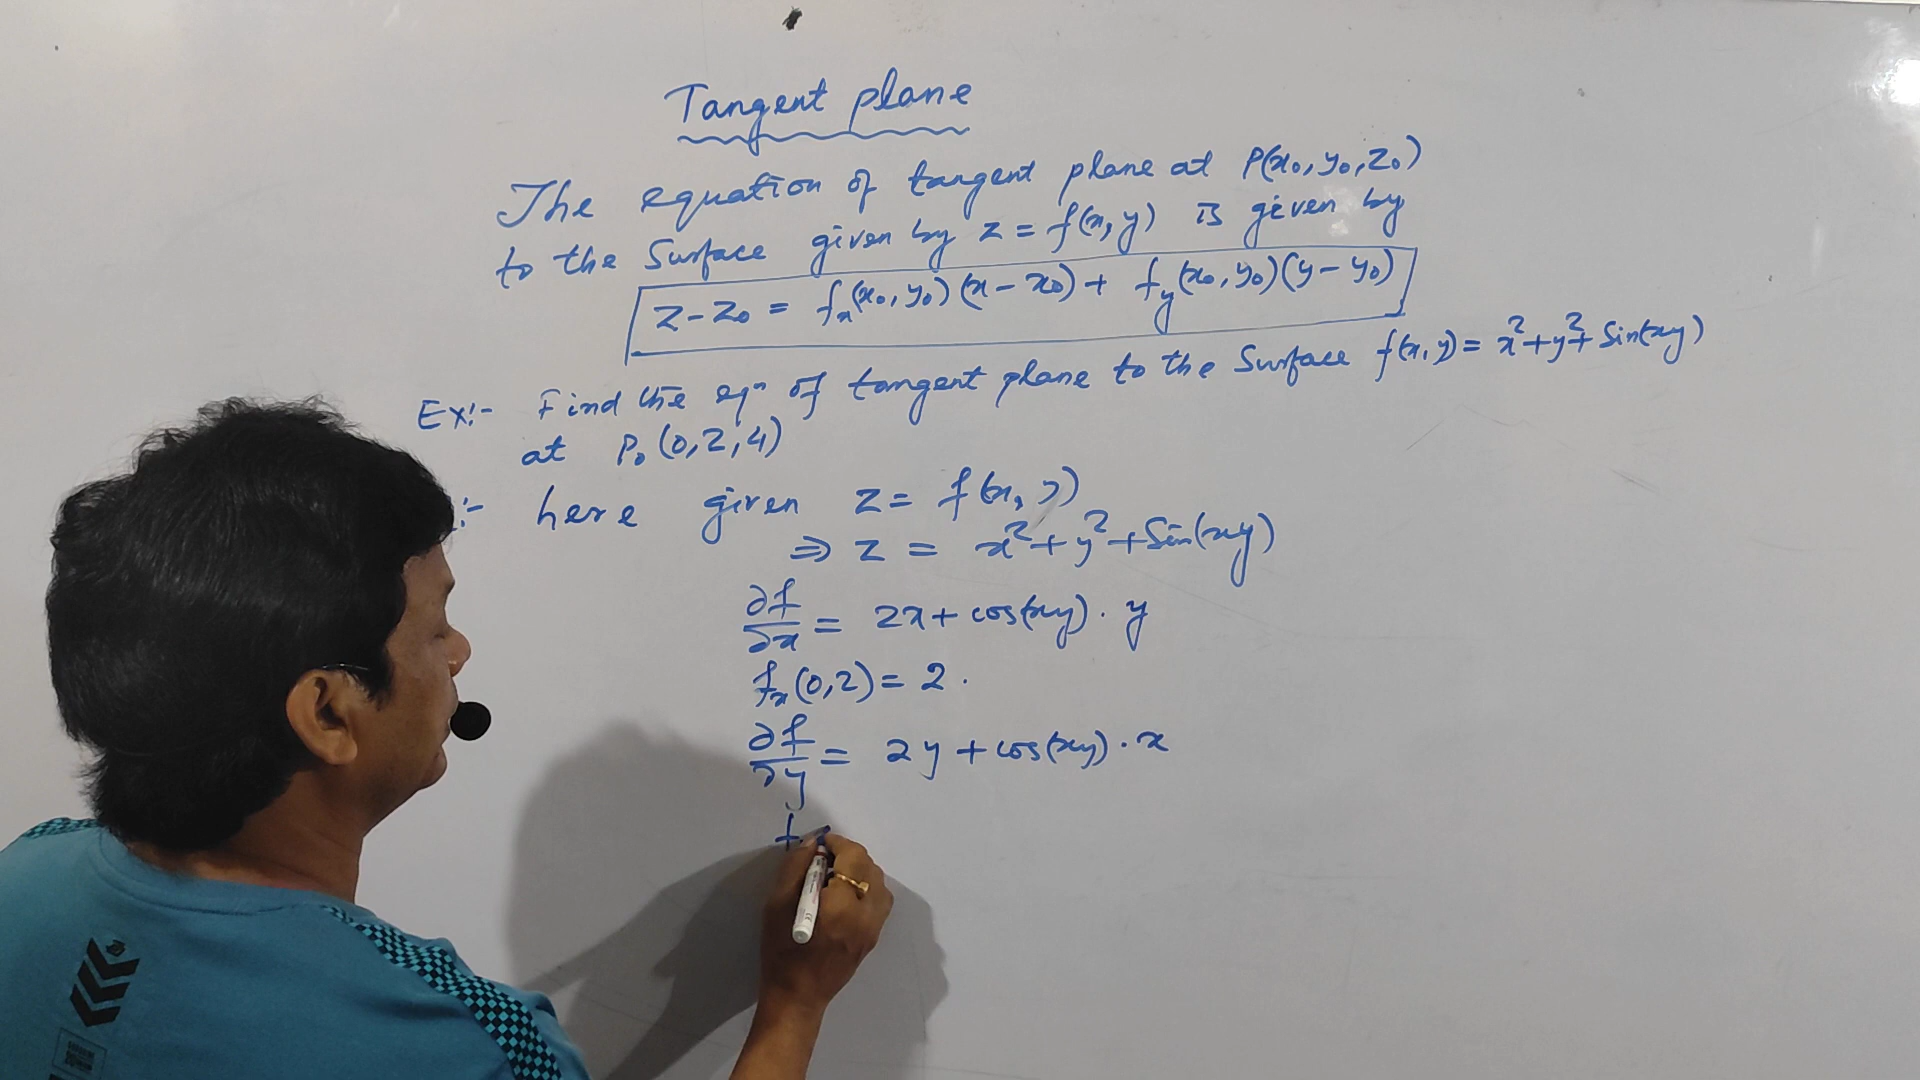 Tangent plane
The equation of tangent plane at P(x₀, y₀, z₀)
to the Surface given by z = f(x, y) is given by
z - z₀ = fₓ(x₀, y₀)(x - x₀) + f_y(x₀, y₀)(y - y₀)
Ex:- Find the eqⁿ of tangent plane to the Surface f(x, y) = x² + y² + Sin(xy)
at P₀ (0, 2, 4)
:- here given z = f(x, y)
⇒ z = x² + y² + Sin(xy)
∂f/∂x = 2x + cos(xy) · y
fₓ(0, 2) = 2 .
∂f/∂y = 2y + cos(xy) · x
f